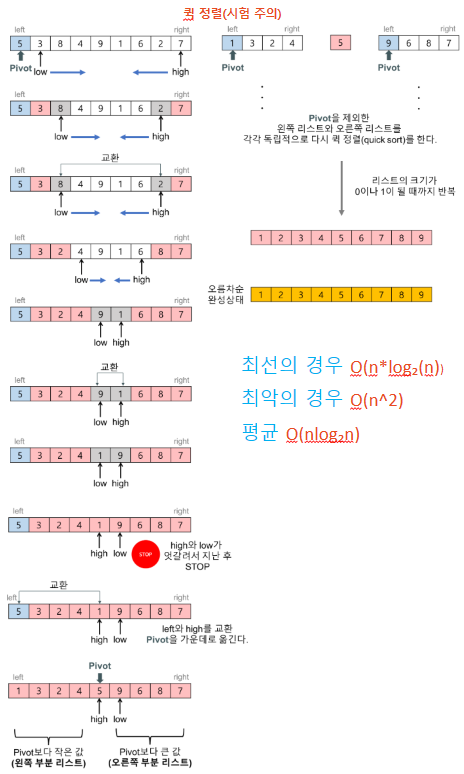 퀵 정렬(시험 주의)
left right
5 3 8 4 9 1 6 2 7
Pivot low high
5 3 8 4 9 1 6 2 7
low high
교환
left right
5 3 8 4 9 1 6 2 7
low high
left right
5 3 2 4 9 1 6 8 7
low high
left right
5 3 2 4 9 1 6 8 7
low high
교환
left right
5 3 2 4 9 1 6 8 7
low high
left right
5 3 2 4 1 9 6 8 7
low high
left right
5 3 2 4 1 9 6 8 7
high low
STOP
high와 low가
엇갈려서 지난 후
STOP
교환
left right
5 3 2 4 1 9 6 8 7
high low
left와 high를 교환
Pivot을 가운데로 옮긴다.
Pivot
1 3 2 4 5 9 6 8 7
high low
Pivot보다 작은 값
(왼쪽 부분 리스트)
Pivot보다 큰 값
(오른쪽 부분 리스트)
left right
1 3 2 4
Pivot
5
left right
9 6 8 7
Pivot
Pivot을 제외한
왼쪽 리스트와 오른쪽 리스트를
각각 독립적으로 다시 퀵 정렬(quick sort)를 한다.
리스트의 크기가
0이나 1이 될 때까지 반복
1 2 3 4 5 6 7 8 9
오름차순
완성상태
1 2 3 4 5 6 7 8 9
최선의 경우 O(n*log₂(n))
최악의 경우 O(n^2)
평균 O(nlog₂n)